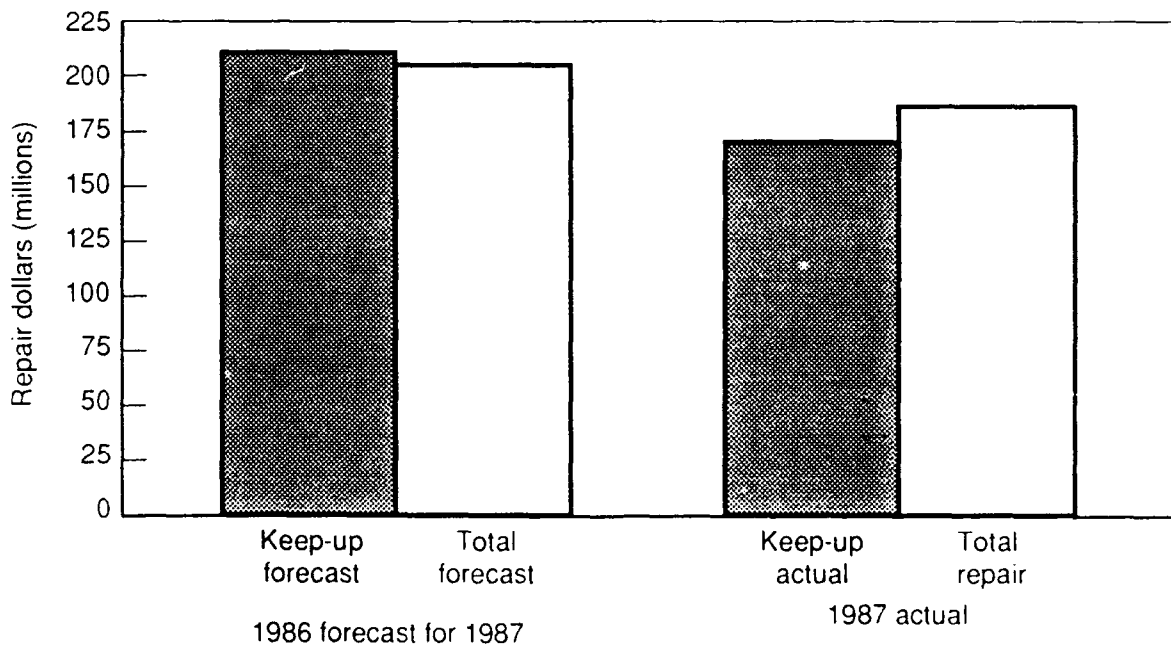 Repair dollars (millions)
225
200
175
150
125
100
75
50
25
0
Keep-up
forecast
Total
forecast
Keep-up
actual
Total
repair
1986 forecast for 1987
1987 actual